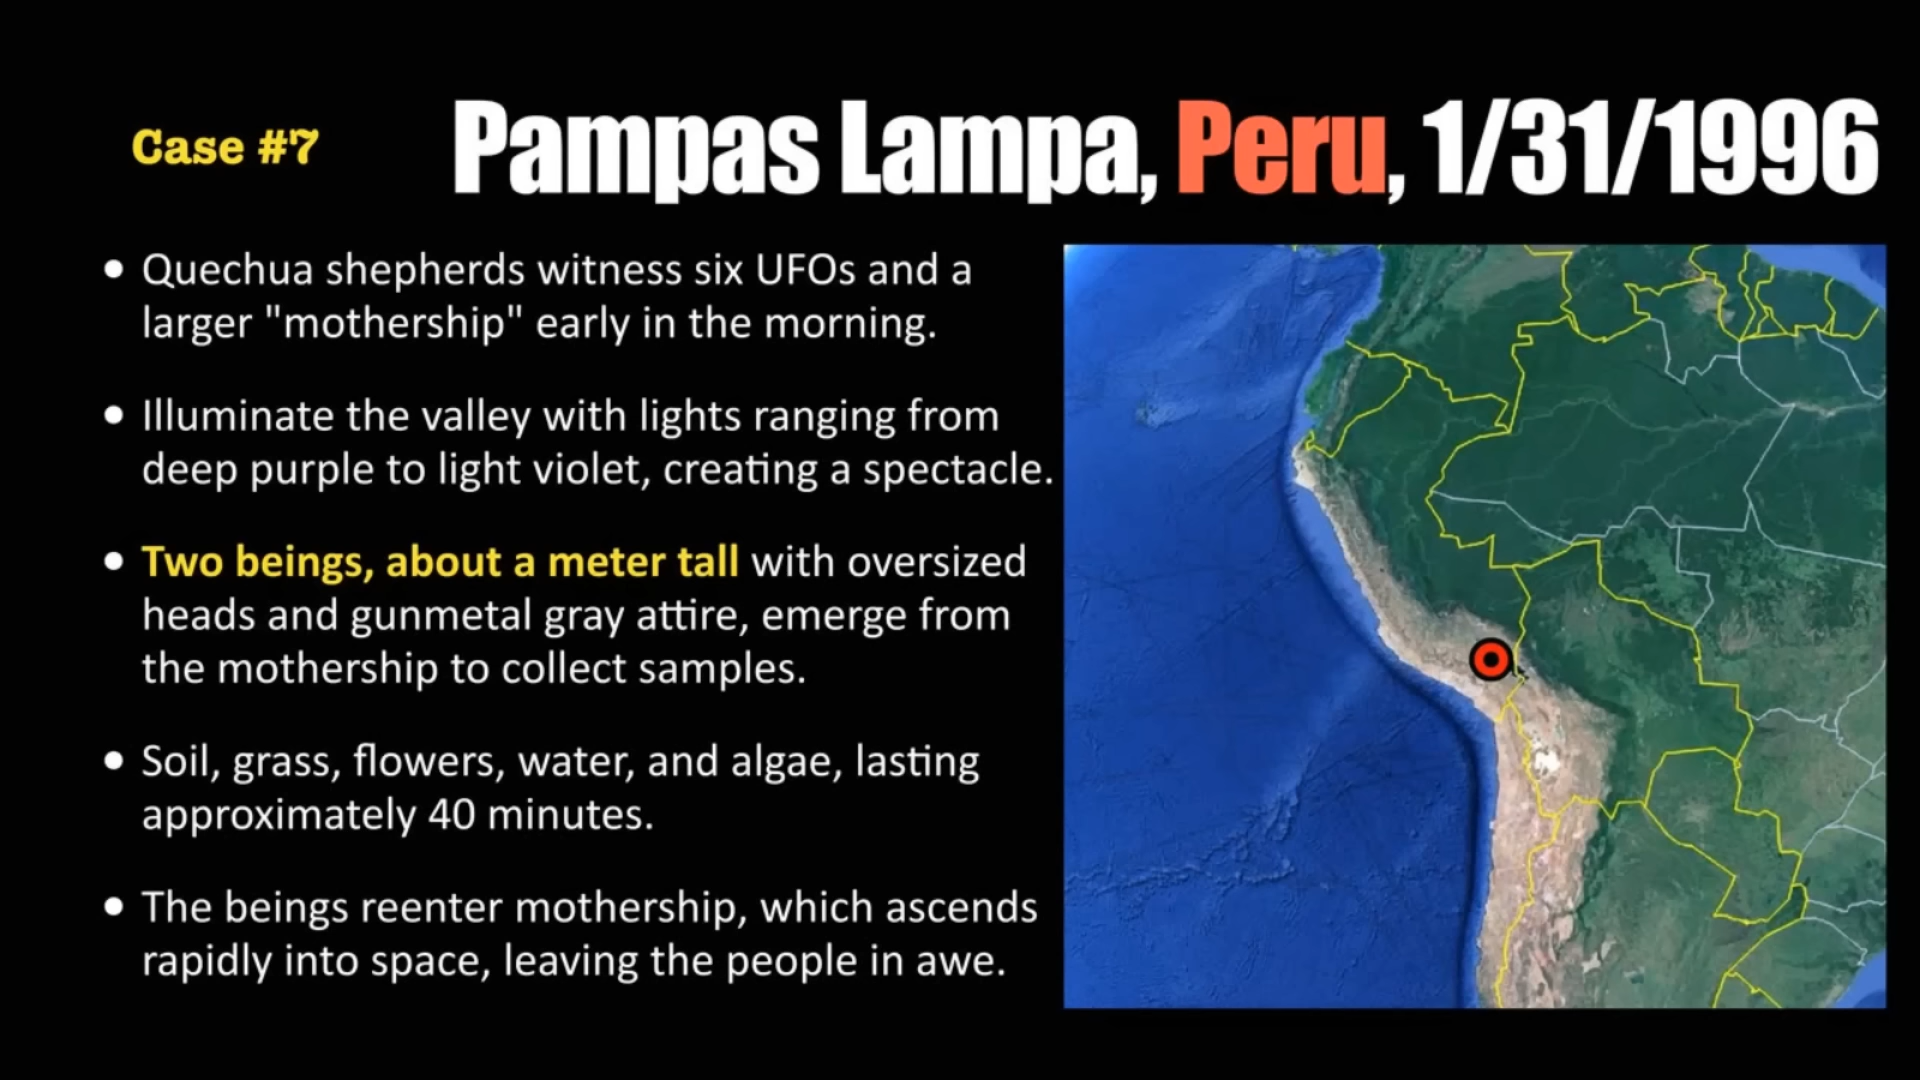 Case #7
Pampas Lampa, Peru, 1/31/1996
• Quechua shepherds witness six UFOs and a
larger "mothership" early in the morning.
• Illuminate the valley with lights ranging from
deep purple to light violet, creating a spectacle.
• Two beings, about a meter tall with oversized
heads and gunmetal gray attire, emerge from
the mothership to collect samples.
• Soil, grass, flowers, water, and algae, lasting
approximately 40 minutes.
• The beings reenter mothership, which ascends
rapidly into space, leaving the people in awe.